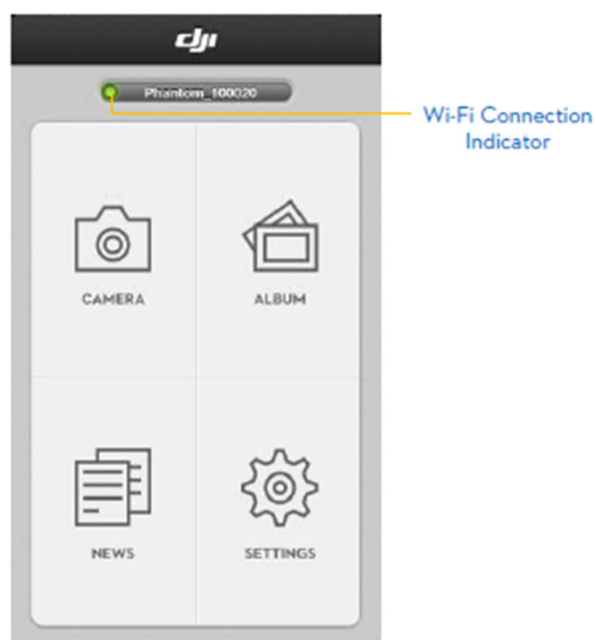 dji
Phantom_100020
Wi-Fi Connection
Indicator
CAMERA
ALBUM
NEWS
SETTINGS